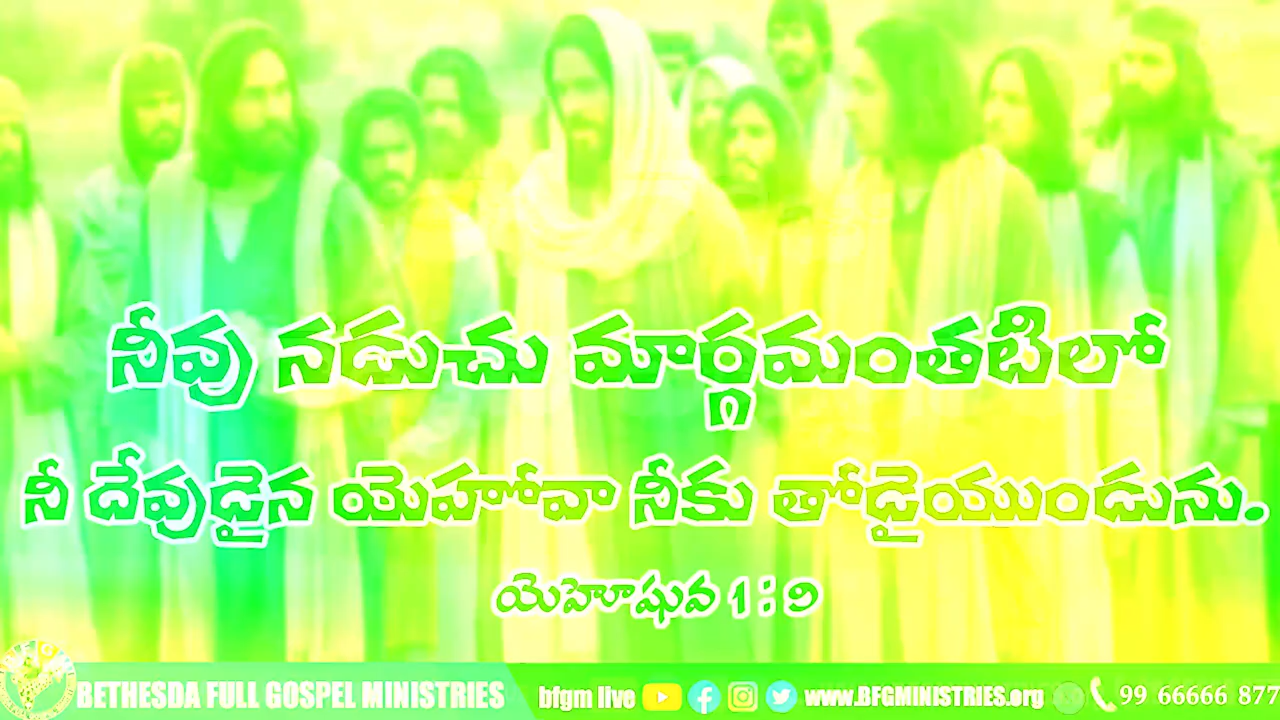 నీవు నడుచు మార్గమంతటిలో
నీ దేవుడైన యెహోవా నీకు తోడైయుండును.
యెహోషువ 1 : 9
BETHESDA FULL GOSPEL MINISTRIES bfgm live www.BFGMINISTRIES.org 99 66666 877